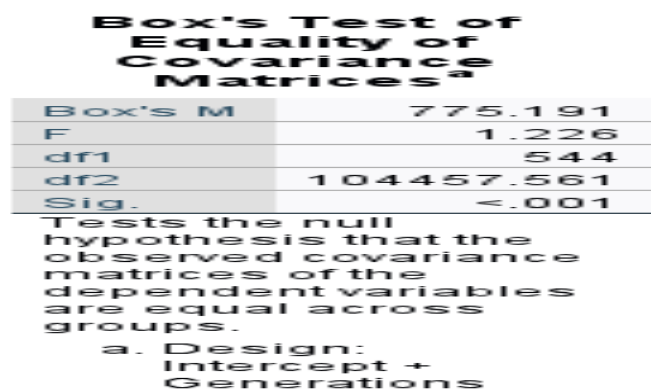 Box's Test of
Equality of
Covariance
Matricesᵃ
Box's M 775.191
F 1.226
df1 544
df2 104457.561
Sig. <.001
Tests the null
hypothesis that the
observed covariance
matrices of the
dependent variables
are equal across
groups.
a. Design:
Intercept +
Generations